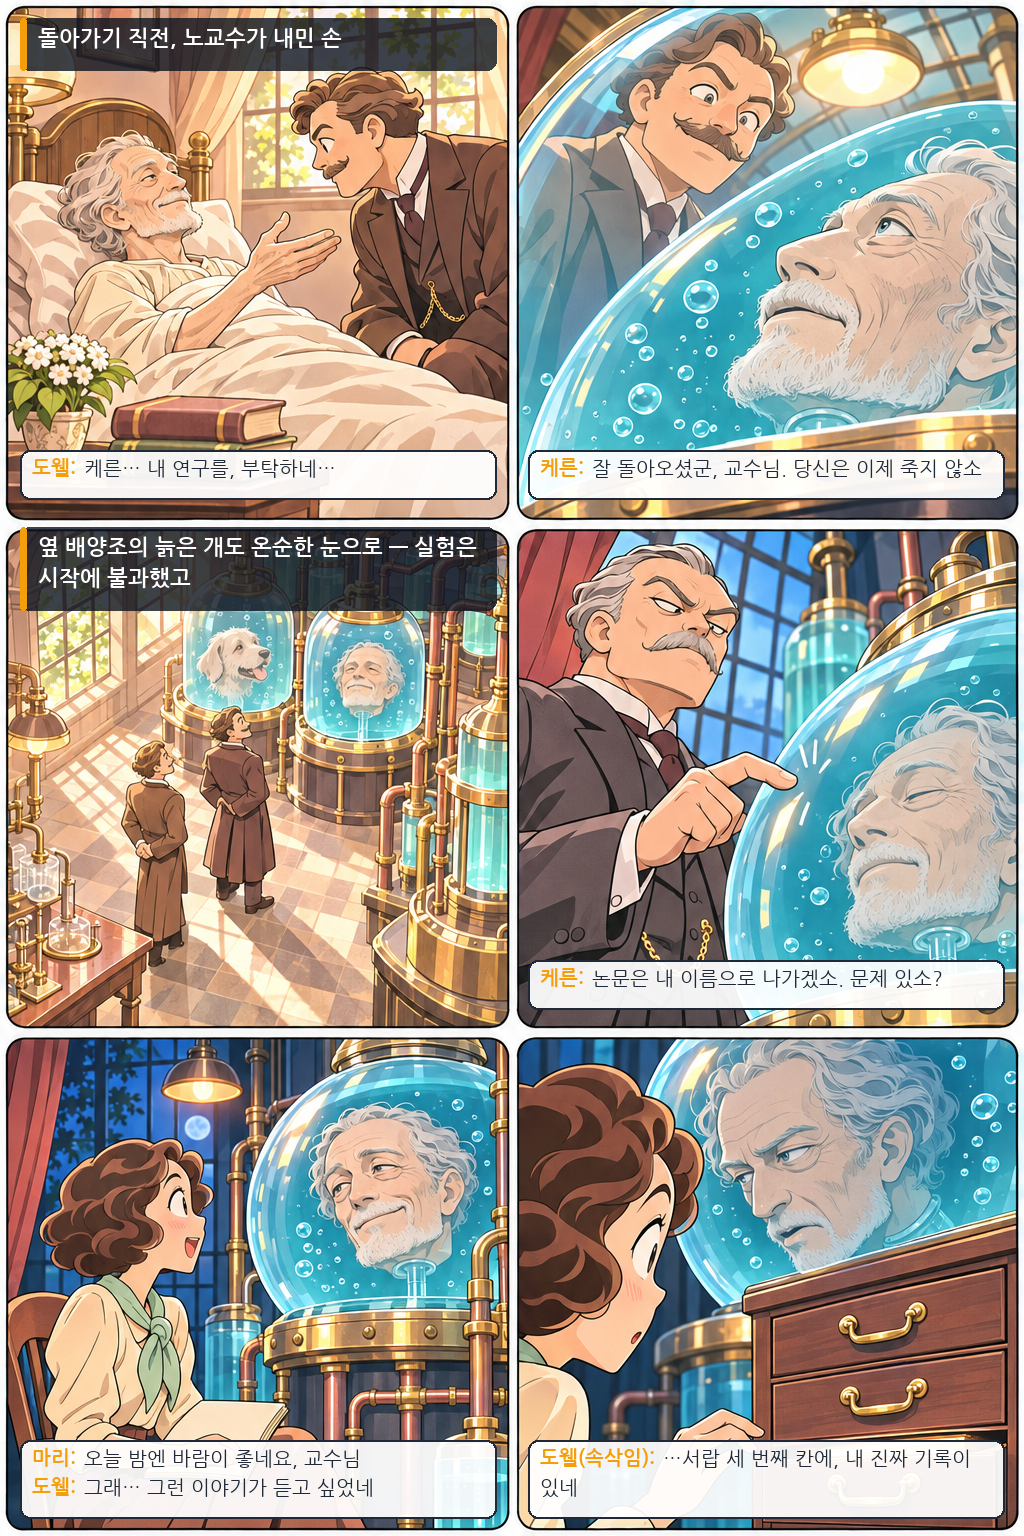 돌아가기 직전, 노교수가 내민 손
도웰: 케른… 내 연구를, 부탁하네…
케른: 잘 돌아오셨군, 교수님. 당신은 이제 죽지 않소
옆 배양조의 늙은 개도 온순한 눈으로 — 실험은
시작에 불과했고
케른: 논문은 내 이름으로 나가겠소. 문제 있소?
마리: 오늘 밤엔 바람이 좋네요, 교수님
도웰: 그래… 그런 이야기가 듣고 싶었네
도웰(속삭임): …서랍 세 번째 칸에, 내 진짜 기록이
있네